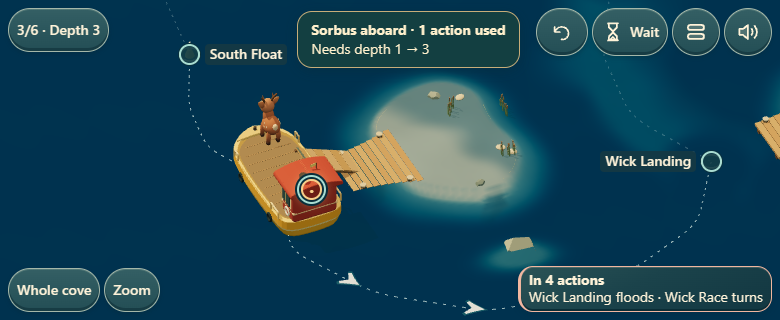 3/6 · Depth 3
Sorbus aboard · 1 action used
Needs depth 1 → 3
Wait
South Float
Wick Landing
Whole cove
Zoom
In 4 actions
Wick Landing floods · Wick Race turns